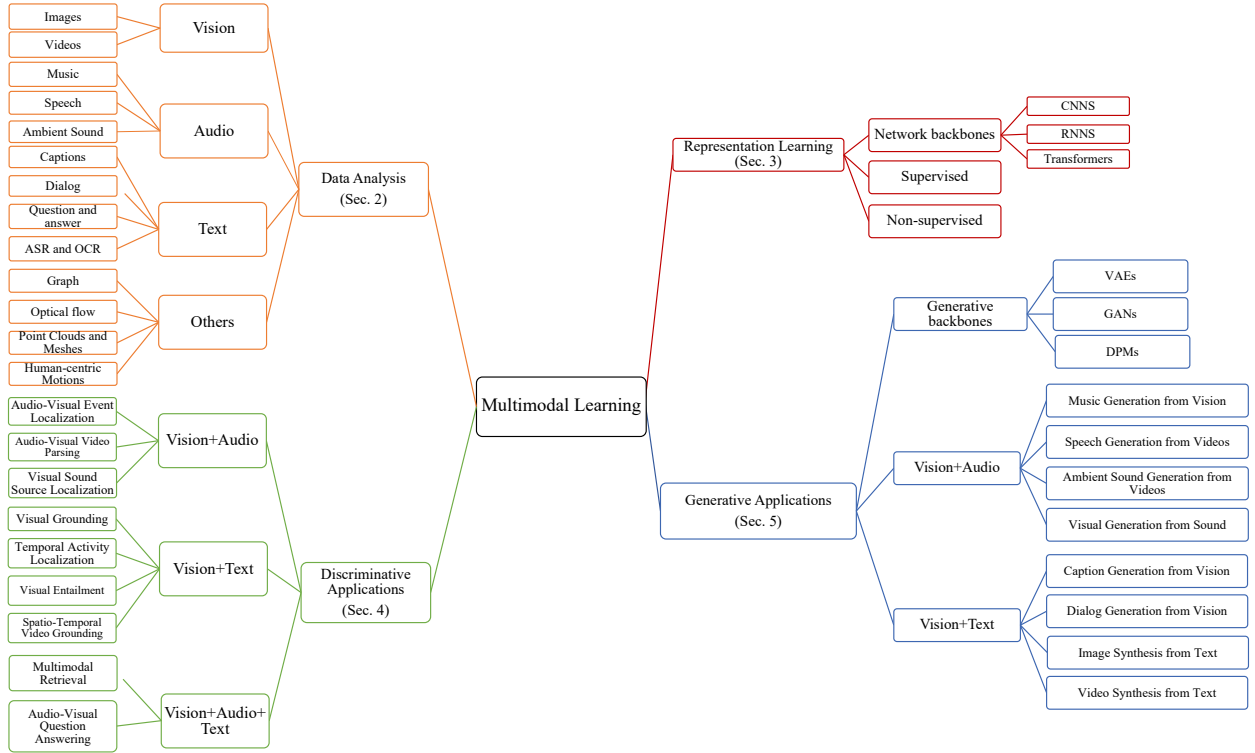 Images
Videos
Vision
Music
Speech
Ambient Sound
Audio
Captions
Dialog
Question and
answer
ASR and OCR
Text
Graph
Optical flow
Point Clouds and
Meshes
Human-centric
Motions
Others
Data Analysis
(Sec. 2)
Audio-Visual Event
Localization
Audio-Visual Video
Parsing
Visual Sound
Source Localization
Vision+Audio
Visual Grounding
Temporal Activity
Localization
Visual Entailment
Spatio-Temporal
Video Grounding
Vision+Text
Multimodal
Retrieval
Audio-Visual
Question
Answering
Vision+Audio+
Text
Discriminative
Applications
(Sec. 4)
Multimodal Learning
Representation Learning
(Sec. 3)
Network backbones
CNNS
RNNS
Transformers
Supervised
Non-supervised
Generative Applications
(Sec. 5)
Generative
backbones
VAEs
GANs
DPMs
Vision+Audio
Music Generation from Vision
Speech Generation from Videos
Ambient Sound Generation from
Videos
Visual Generation from Sound
Vision+Text
Caption Generation from Vision
Dialog Generation from Vision
Image Synthesis from Text
Video Synthesis from Text